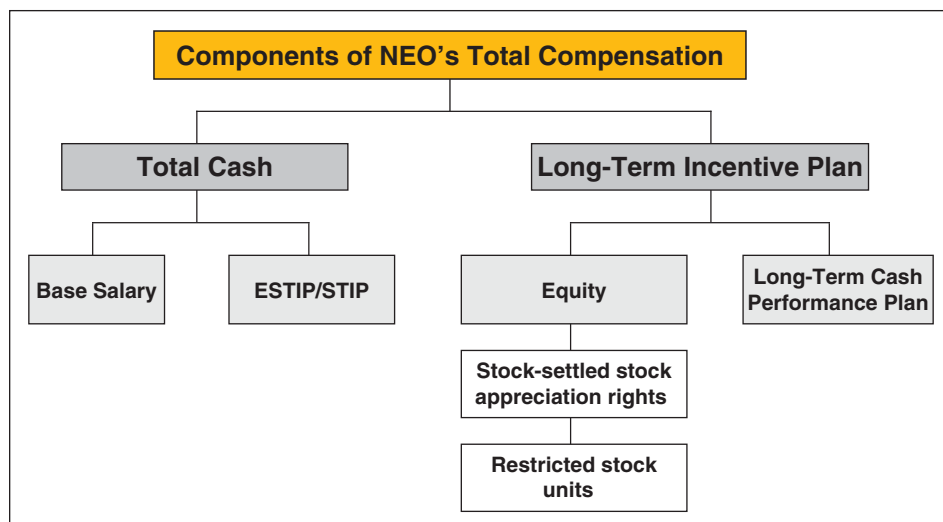 Components of NEO's Total Compensation
Total Cash
Long-Term Incentive Plan
Base Salary
ESTIP/STIP
Equity
Long-Term Cash
Performance Plan
Stock-settled stock
appreciation rights
Restricted stock
units